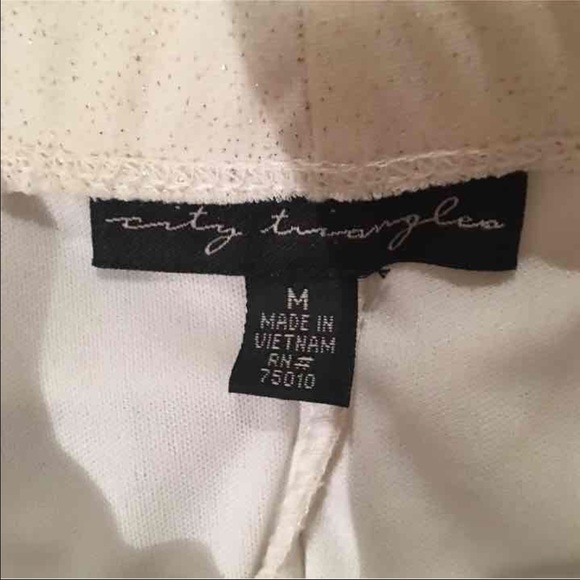 city triangles
M
MADE IN
VIETNAM
RN#
75010